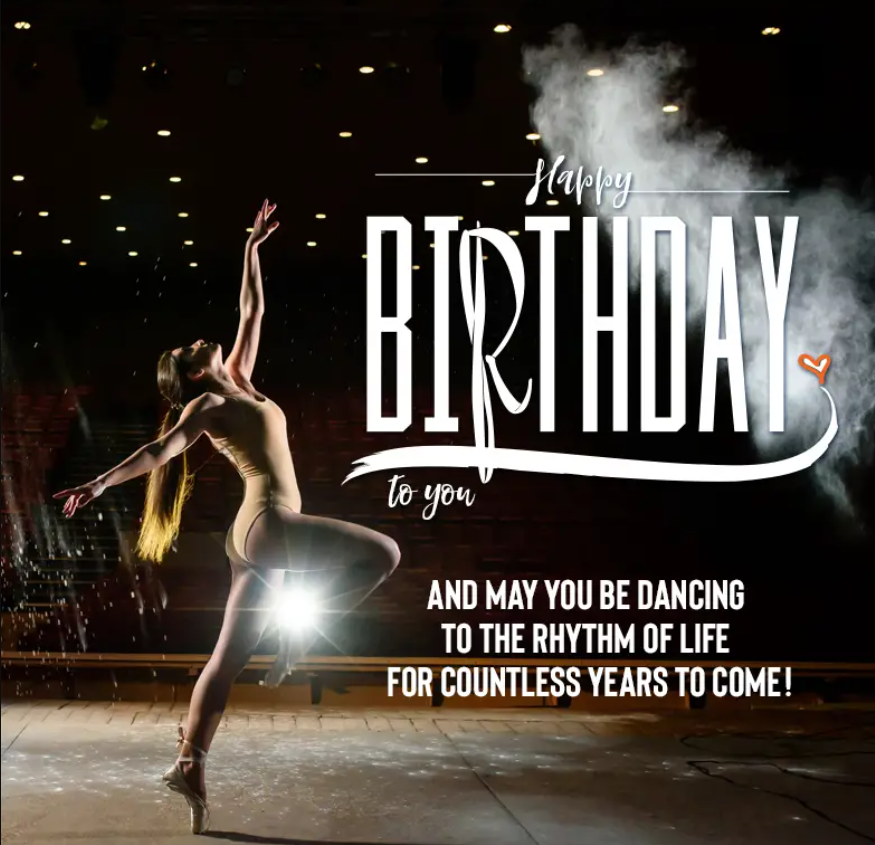 Happy
BIRTHDAY
to you
AND MAY YOU BE DANCING
TO THE RHYTHM OF LIFE
FOR COUNTLESS YEARS TO COME!